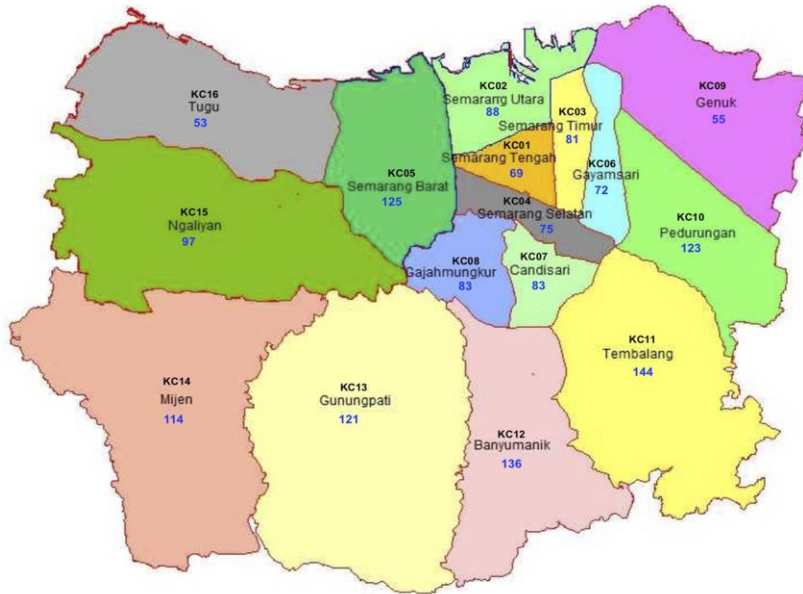 KC16
Tugu
53
KC02
Semarang Utara
88
KC09
Genuk
55
KC03
Semarang Timur
81
KC01
Semarang Tengah
69
KC06
Gayamsari
72
KC05
Semarang Barat
125
KC04
Semarang Selatan
75
KC15
Ngaliyan
97
KC10
Pedurungan
123
KC08
Gajahmungkur
83
KC07
Candisari
83
KC11
Tembalang
144
KC14
Mijen
114
KC13
Gunungpati
121
KC12
Banyumanik
136